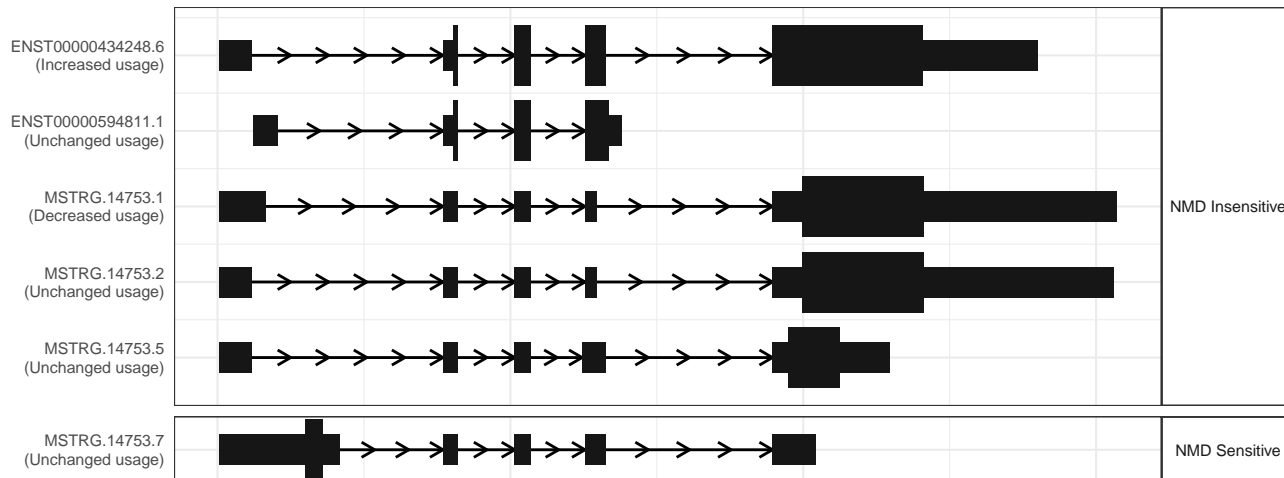 ENST00000434248.6
(Increased usage)
ENST00000594811.1
(Unchanged usage)
MSTRG.14753.1
(Decreased usage)
NMD Insensitive
MSTRG.14753.2
(Unchanged usage)
MSTRG.14753.5
(Unchanged usage)
MSTRG.14753.7
(Unchanged usage)
NMD Sensitive